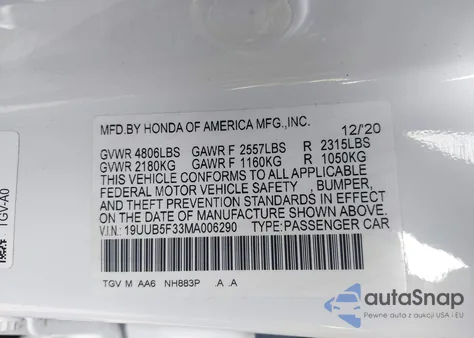 MFD.BY HONDA OF AMERICA MFG.,INC. 12/'20
GVWR 4806LBS GAWR F 2557LBS R 2315LBS
GVWR 2180KG GAWR F 1160KG R 1050KG
THIS VEHICLE CONFORMS TO ALL APPLICABLE
FEDERAL MOTOR VEHICLE SAFETY , BUMPER,
AND THEFT PREVENTION STANDARDS IN EFFECT
ON THE DATE OF MANUFACTURE SHOWN ABOVE.
V.I.N.: 19UUB5F33MA006290 TYPE:PASSENGER CAR
TGV M AA6 NH883P .A .A
TGV-A0
autoSnap
Pewne auta z aukcji USA i EU